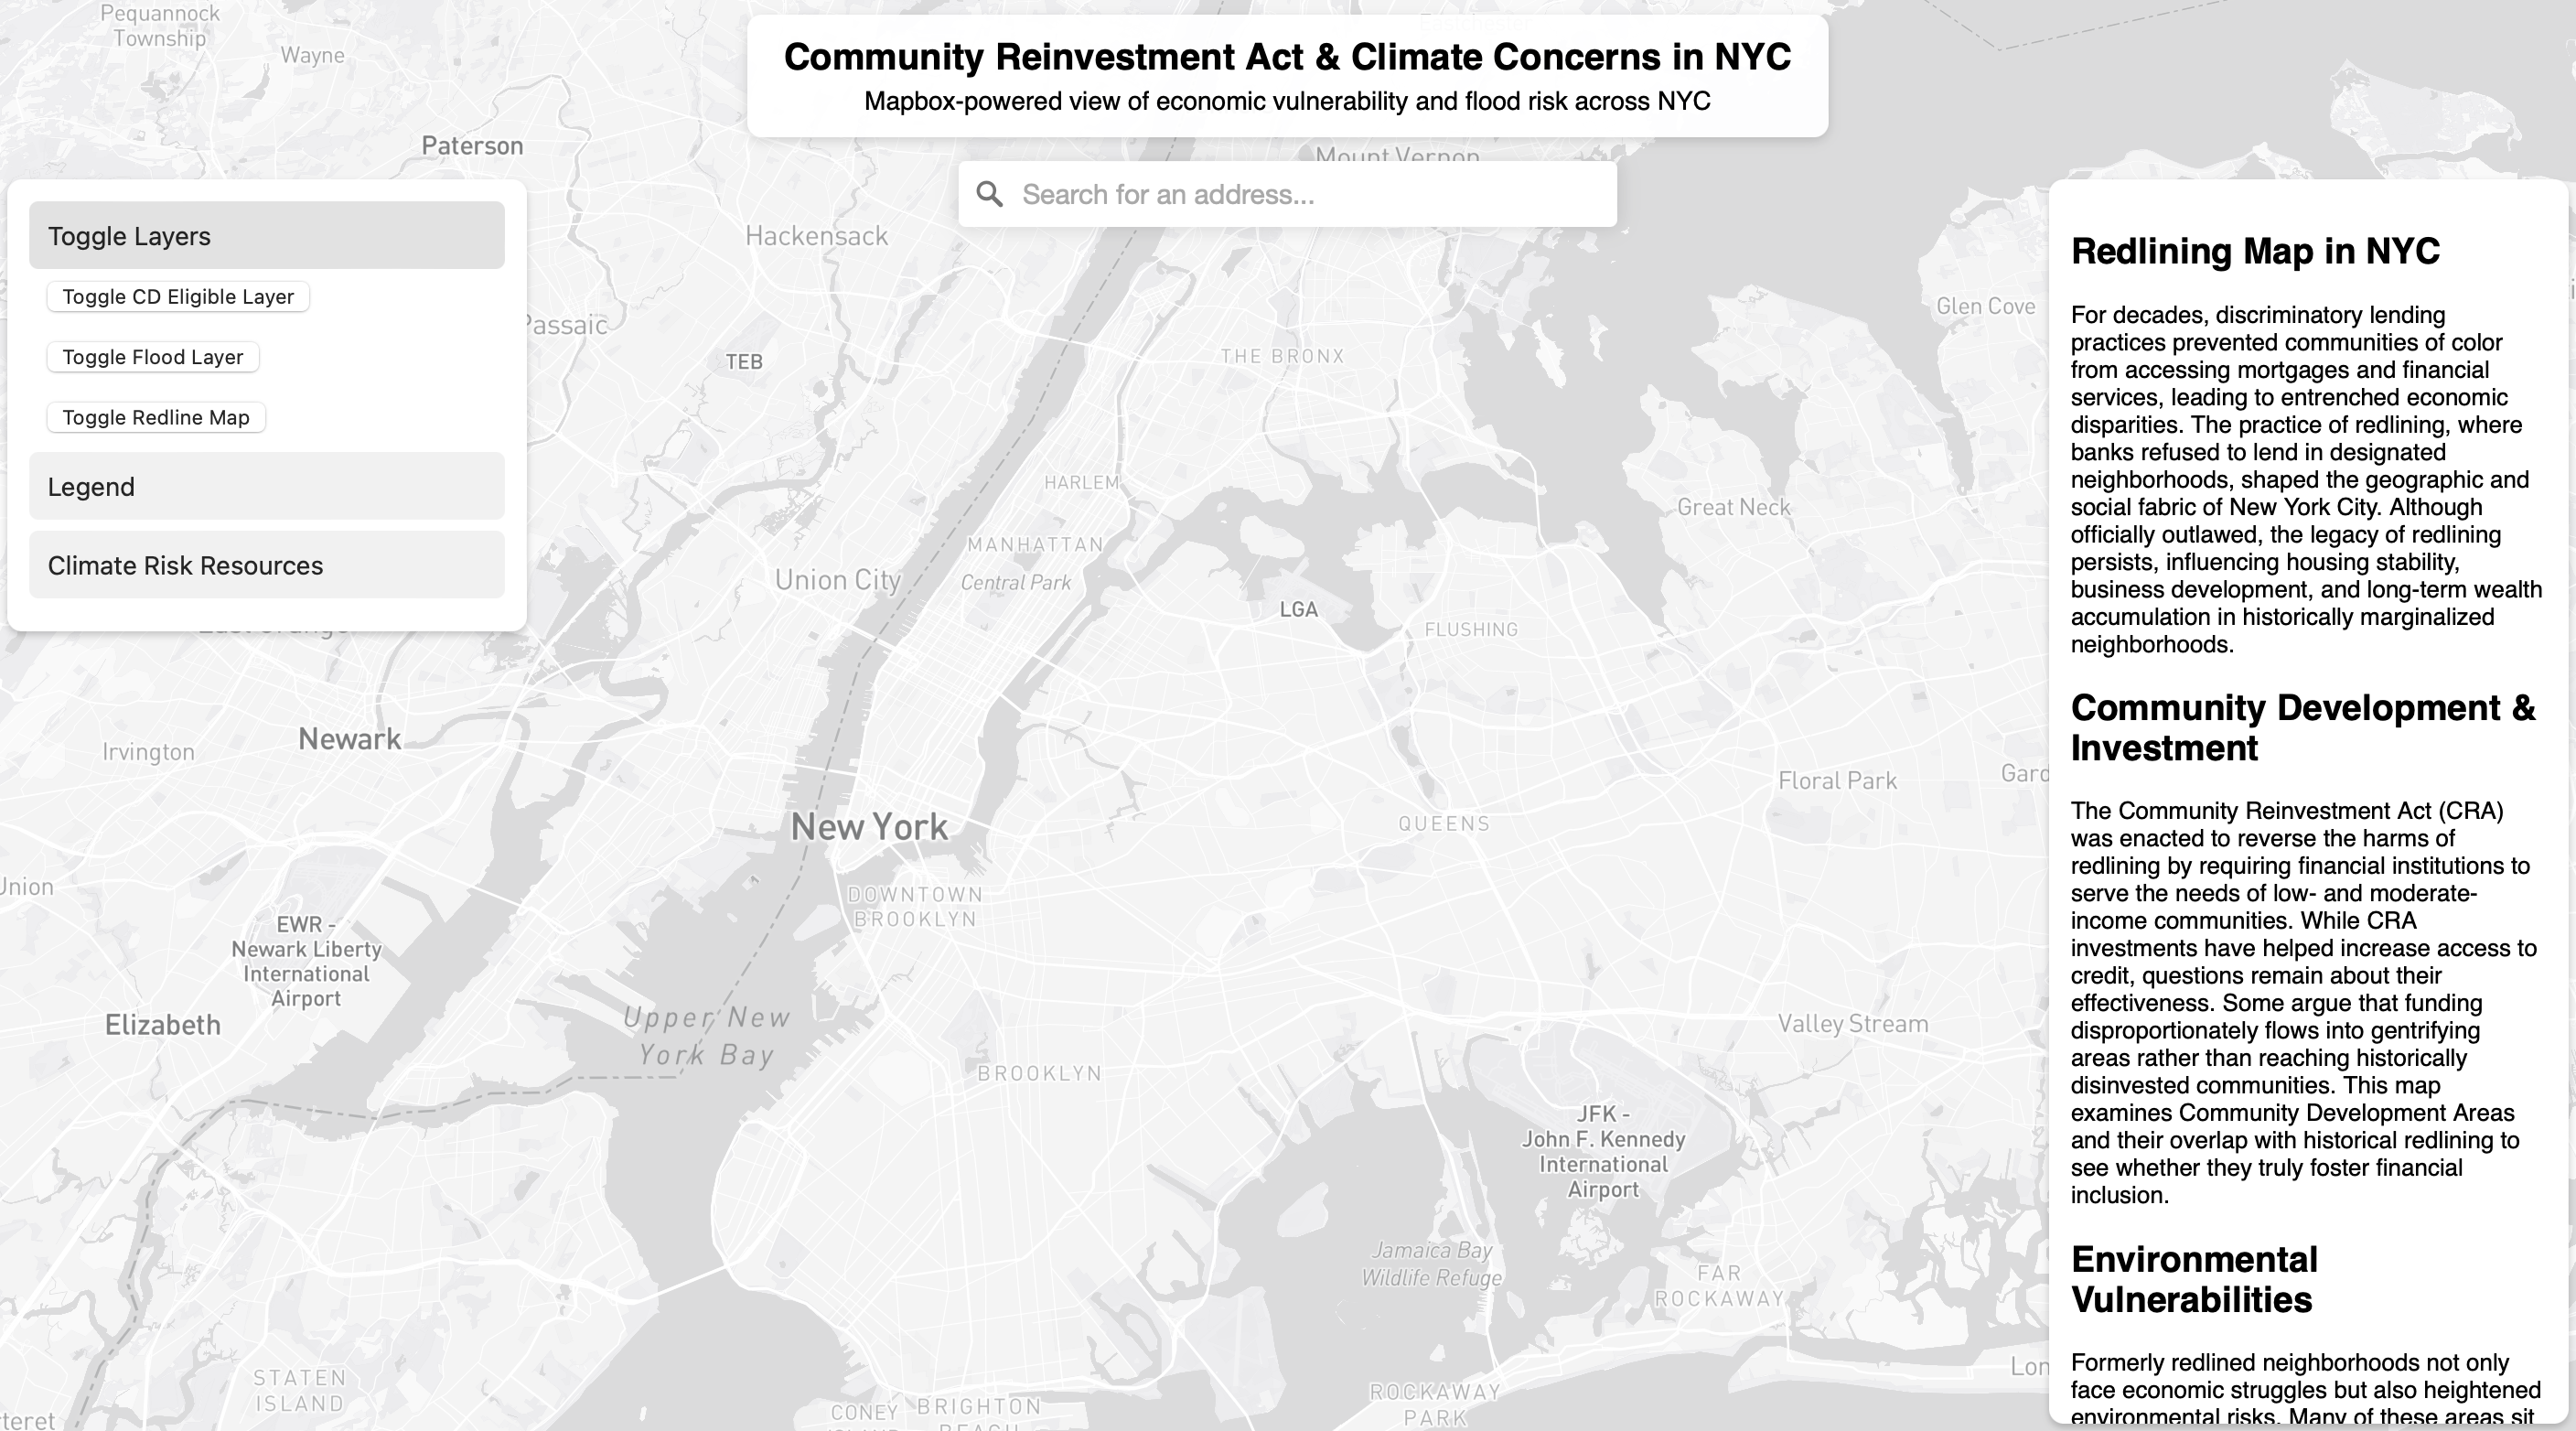 Community Reinvestment Act & Climate Concerns in NYC
Mapbox-powered view of economic vulnerability and flood risk across NYC
Search for an address...
Toggle Layers
Toggle CD Eligible Layer
Toggle Flood Layer
Toggle Redline Map
Legend
Climate Risk Resources
Pequannock
Township
Wayne
Paterson
Mount Vernon
Hackensack
Passaic
TEB
THE BRONX
Glen Cove
HARLEM
Great Neck
MANHATTAN
Central Park
Union City
LGA
FLUSHING
Newark
Irvington
Floral Park
Gard
New York
QUEENS
Union
DOWNTOWN
BROOKLYN
EWR -
Newark Liberty
International
Airport
Elizabeth
Upper New
York Bay
Valley Stream
BROOKLYN
JFK -
John F. Kennedy
International
Airport
Jamaica Bay
Wildlife Refuge
FAR
ROCKAWAY
STATEN
ISLAND
Lon
ROCKAWAY
PARK
CONEY
BRIGHTON
BEACH
teret
Redlining Map in NYC
For decades, discriminatory lending
practices prevented communities of color
from accessing mortgages and financial
services, leading to entrenched economic
disparities. The practice of redlining, where
banks refused to lend in designated
neighborhoods, shaped the geographic and
social fabric of New York City. Although
officially outlawed, the legacy of redlining
persists, influencing housing stability,
business development, and long-term wealth
accumulation in historically marginalized
neighborhoods.
Community Development &
Investment
The Community Reinvestment Act (CRA)
was enacted to reverse the harms of
redlining by requiring financial institutions to
serve the needs of low- and moderate-
income communities. While CRA
investments have helped increase access to
credit, questions remain about their
effectiveness. Some argue that funding
disproportionately flows into gentrifying
areas rather than reaching historically
disinvested communities. This map
examines Community Development Areas
and their overlap with historical redlining to
see whether they truly foster financial
inclusion.
Environmental
Vulnerabilities
Formerly redlined neighborhoods not only
face economic struggles but also heightened
environmental risks. Many of these areas sit